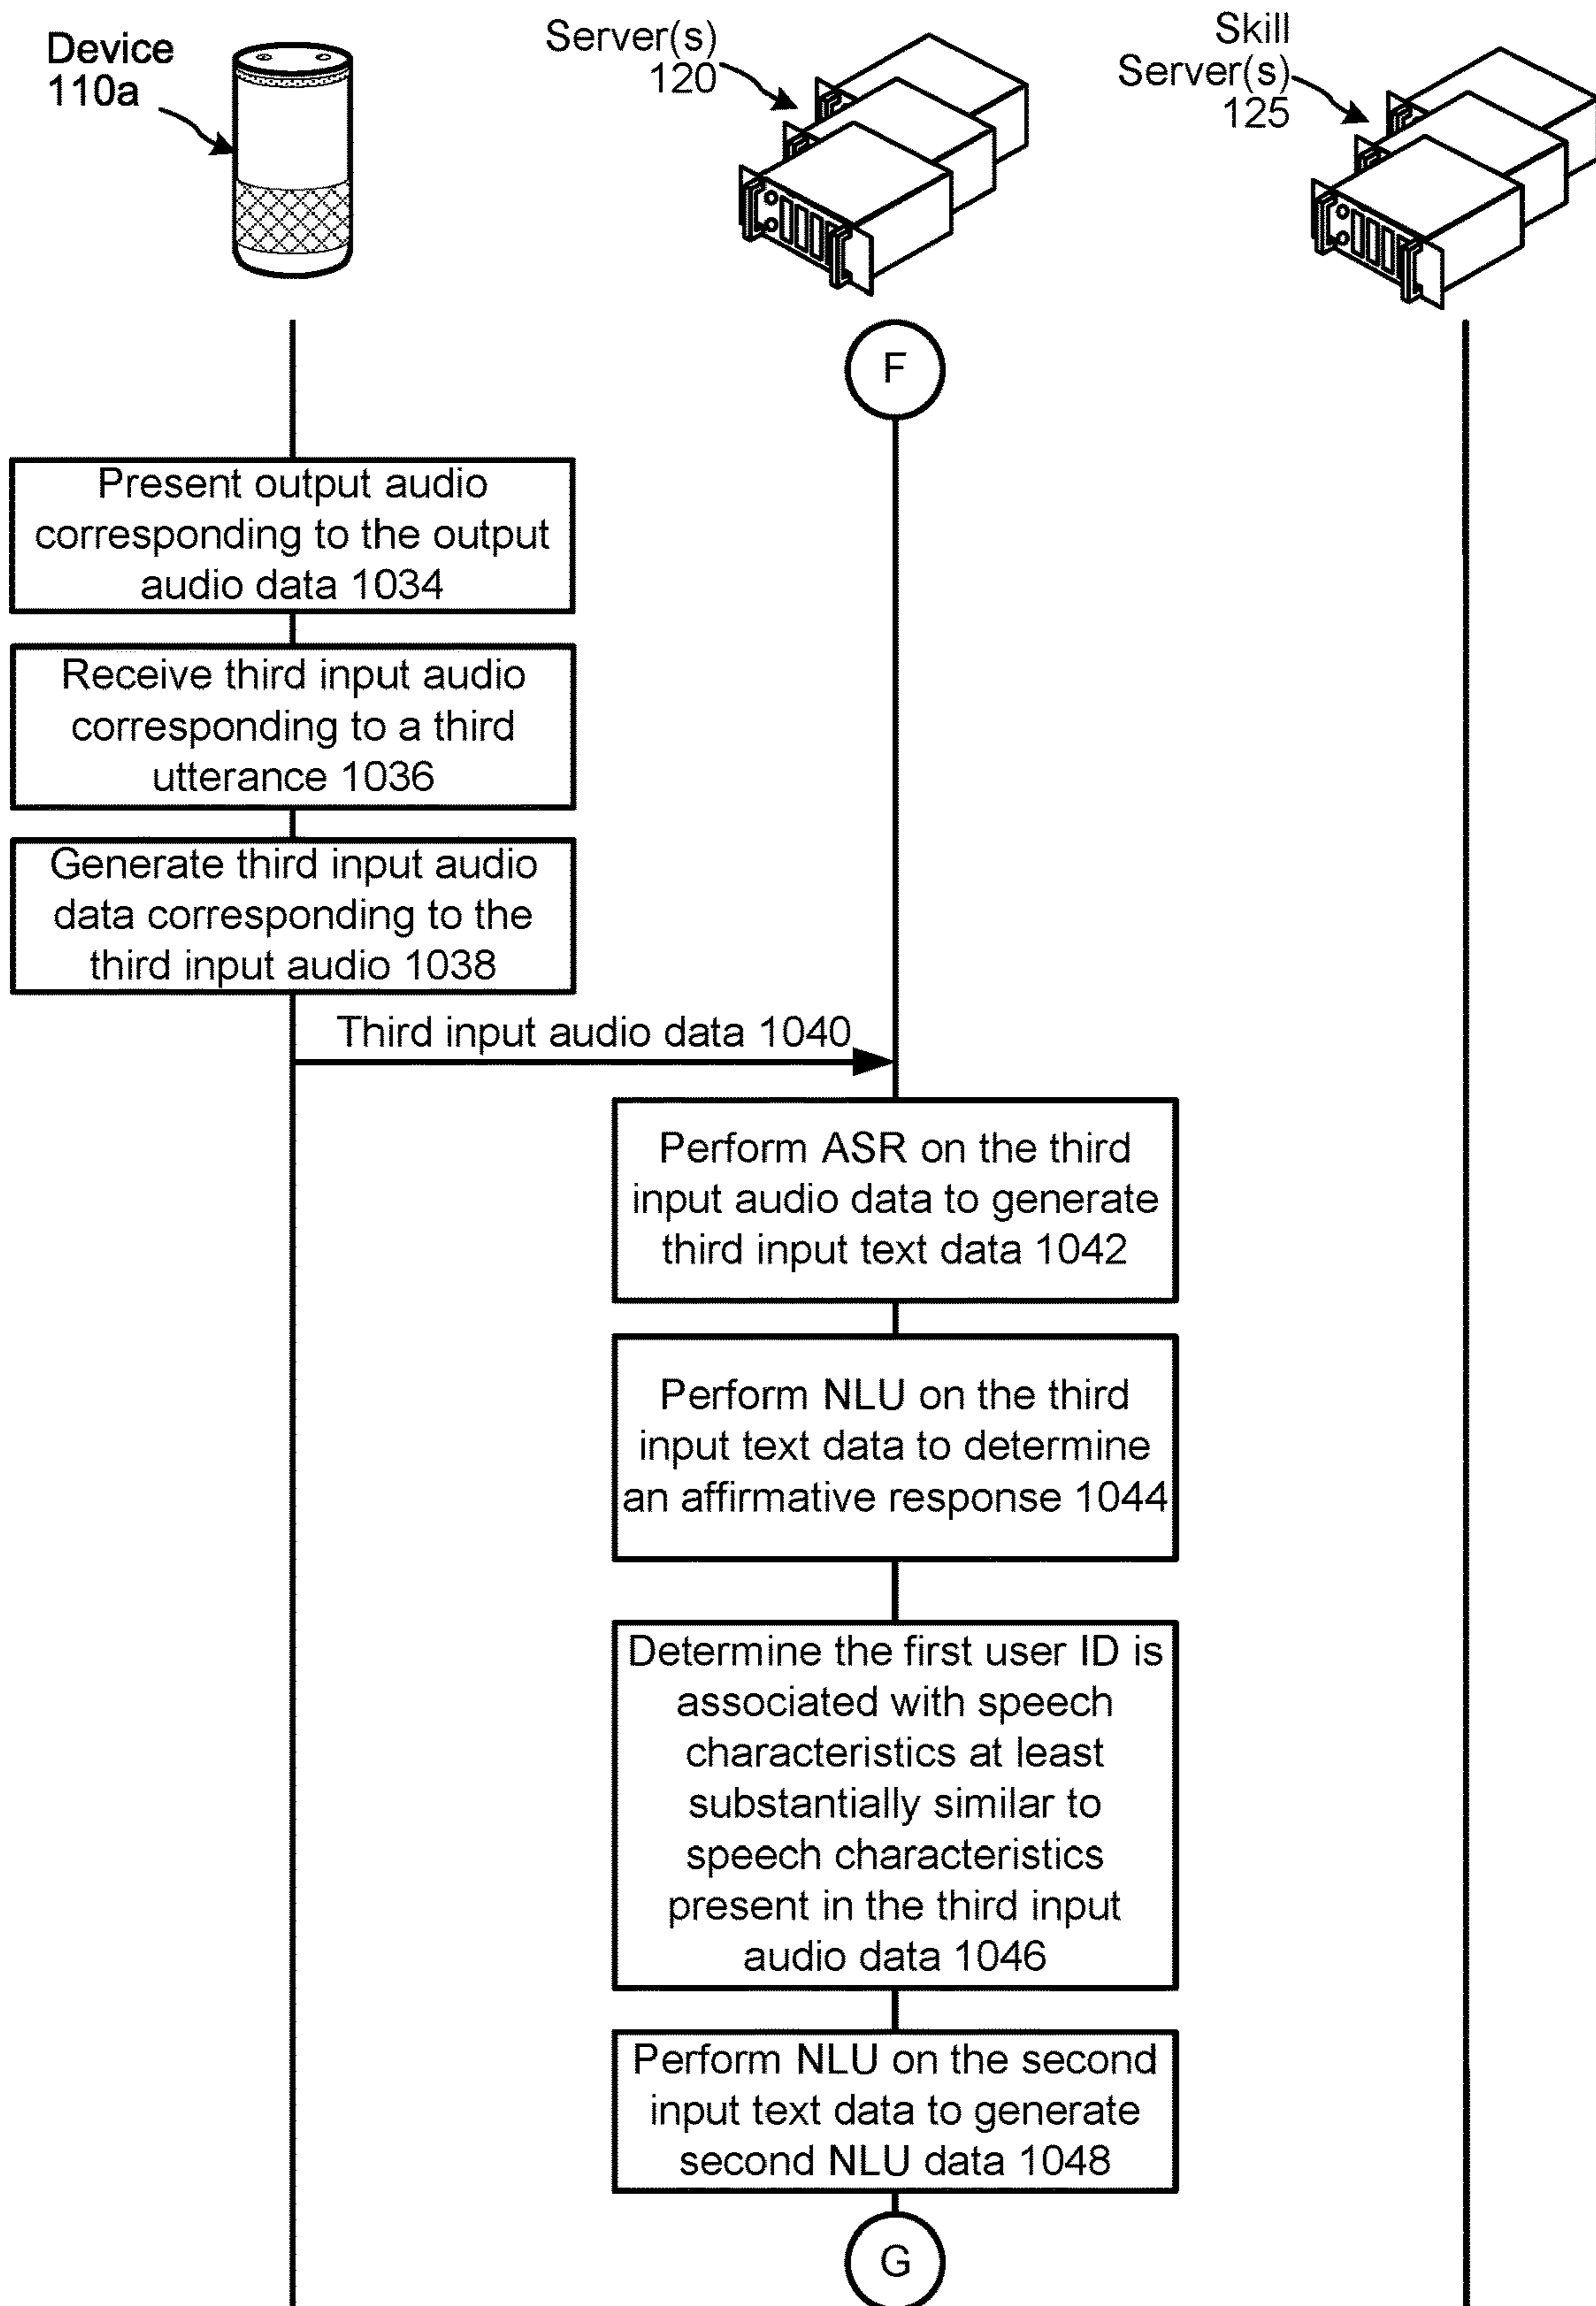 Device
110a
Server(s)
120
Skill
Server(s)
125
F
Present output audio
corresponding to the output
audio data 1034
Receive third input audio
corresponding to a third
utterance 1036
Generate third input audio
data corresponding to the
third input audio 1038
Third input audio data 1040
Perform ASR on the third
input audio data to generate
third input text data 1042
Perform NLU on the third
input text data to determine
an affirmative response 1044
Determine the first user ID is
associated with speech
characteristics at least
substantially similar to
speech characteristics
present in the third input
audio data 1046
Perform NLU on the second
input text data to generate
second NLU data 1048
G